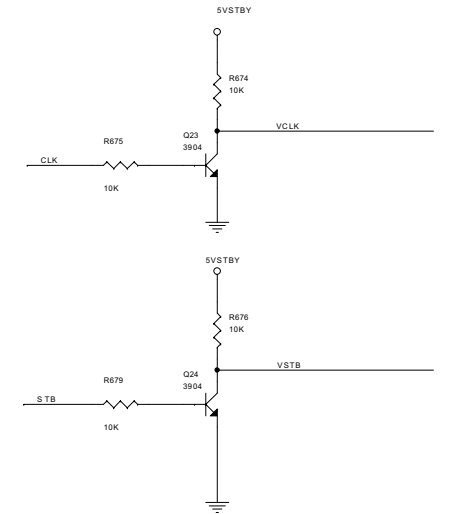 5VSTBY
R674
10K
VCLK
Q23
3904
R675
CLK
10K
5VSTBY
R676
10K
VSTB
Q24
3904
R679
STB
10K